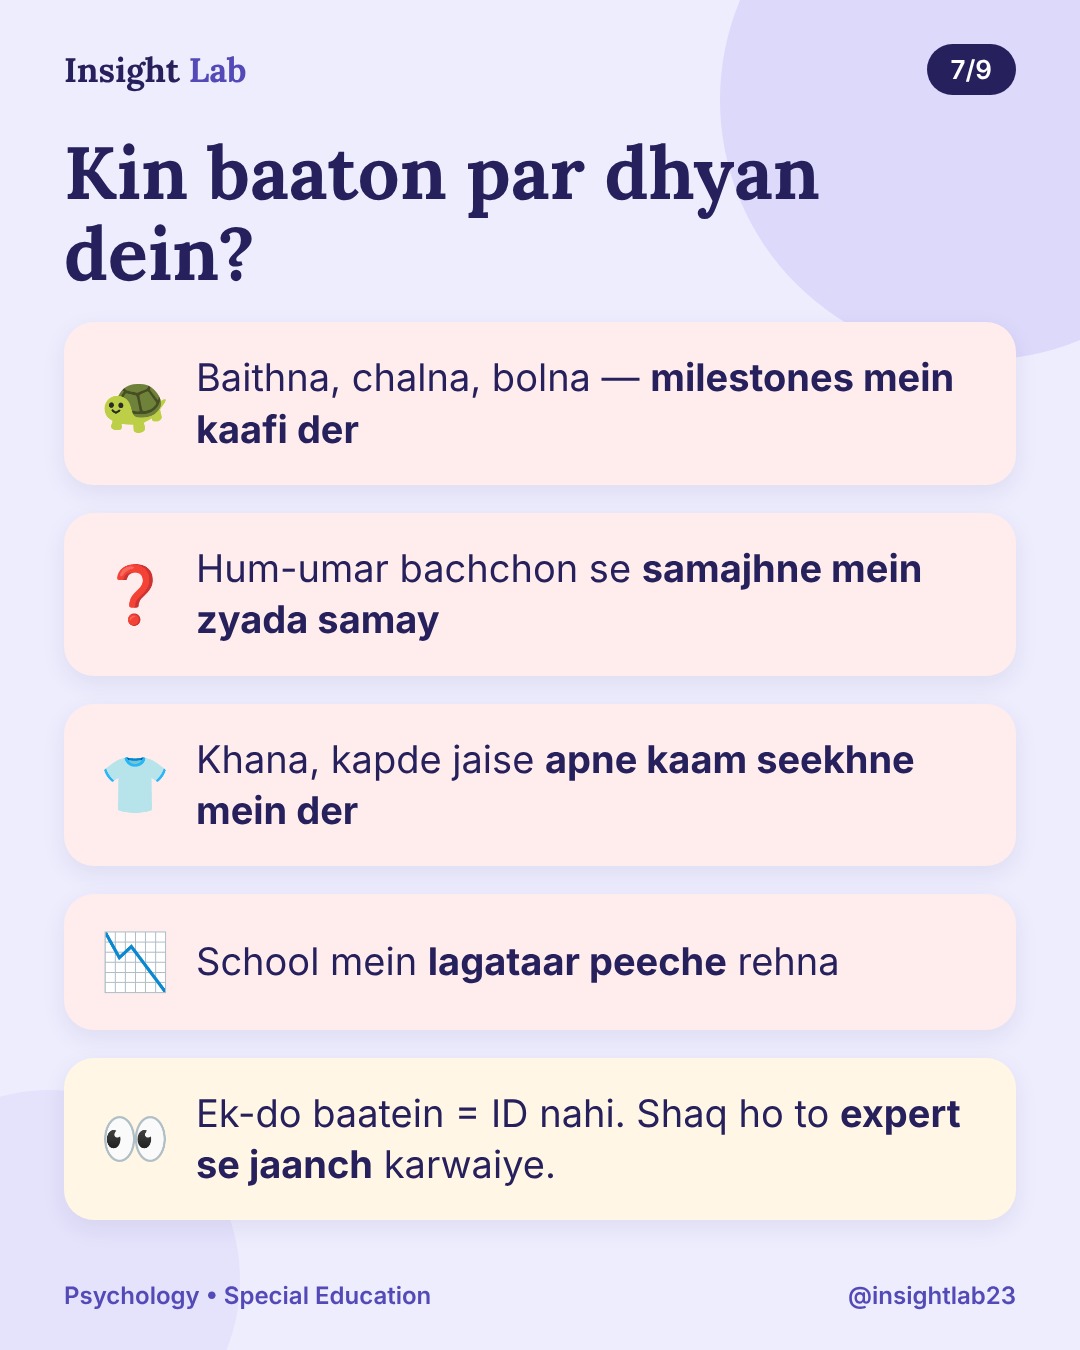 Insight Lab
7/9
Kin baaton par dhyan
dein?
Baithna, chalna, bolna — milestones mein
kaafi der
Hum-umar bachchon se samajhne mein
zyada samay
Khana, kapde jaise apne kaam seekhne
mein der
School mein lagataar peeche rehna
Ek-do baatein = ID nahi. Shaq ho to expert
se jaanch karwaiye.
Psychology • Special Education
@insightlab23